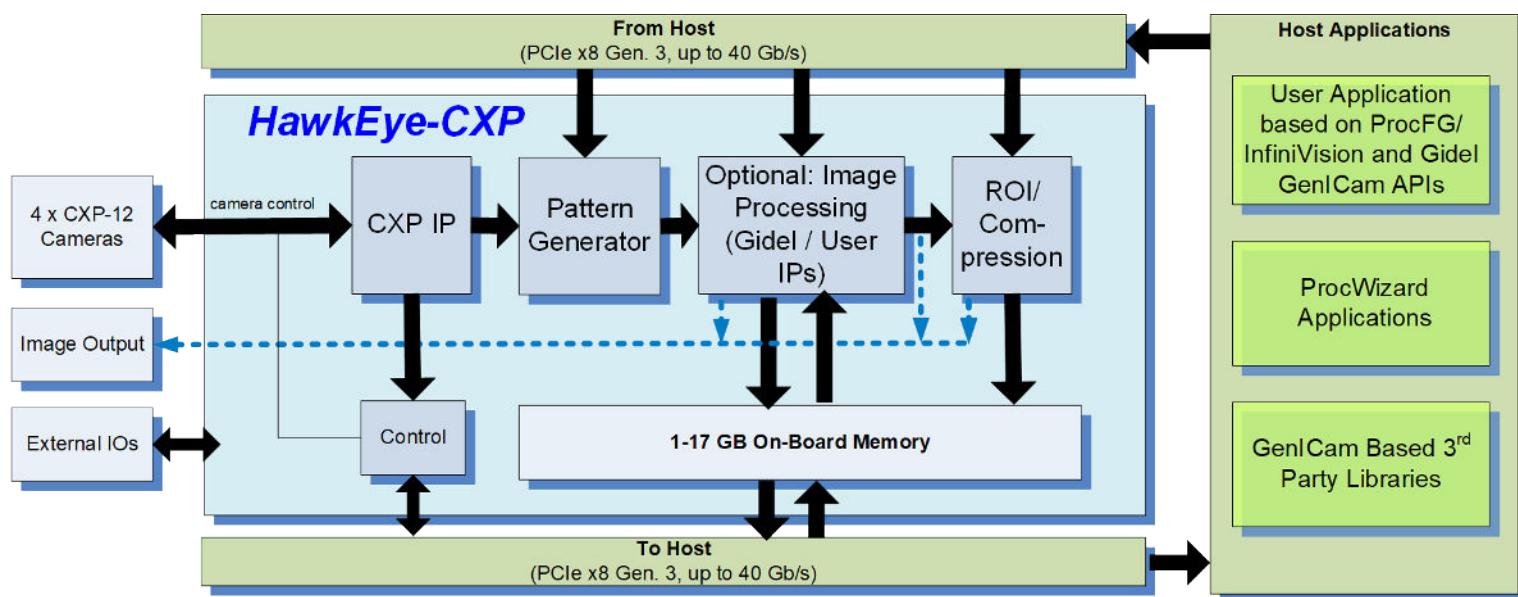 From Host
(PCIe x8 Gen. 3, up to 40 Gb/s)
Host Applications
HawkEye-CXP
User Application
based on ProcFG/
InfiniVision and Gidel
GenICam APIs
4 x CXP-12
Cameras
camera control
CXP IP
Pattern
Generator
Optional: Image
Processing
(Gidel / User
IPs)
ROI/
Com-
pression
ProcWizard
Applications
Image Output
External IOs
Control
1-17 GB On-Board Memory
GenICam Based 3rd
Party Libraries
To Host
(PCIe x8 Gen. 3, up to 40 Gb/s)